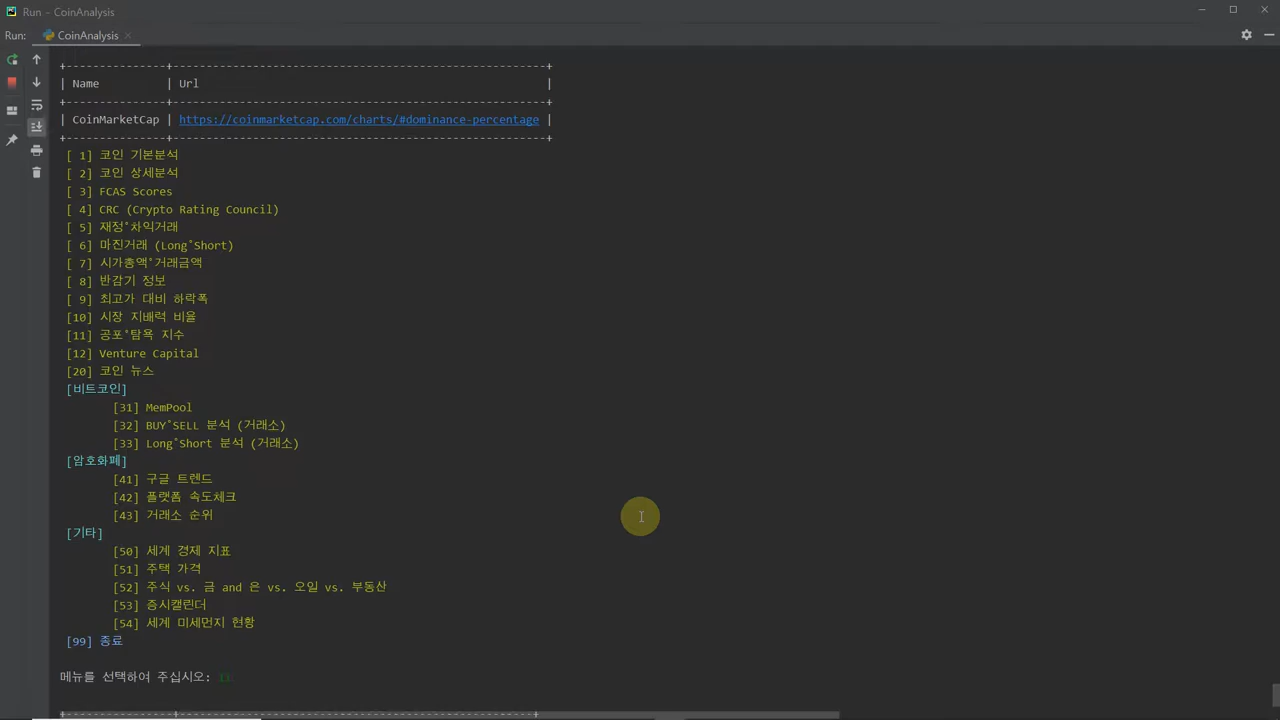 Run - CoinAnalysis
Run: CoinAnalysis
| Name | Url |
| CoinMarketCap | https://coinmarketcap.com/charts/#dominance-percentage |
[ 1] 코인 기본분석
[ 2] 코인 상세분석
[ 3] FCAS Scores
[ 4] CRC (Crypto Rating Council)
[ 5] 재정°차익거래
[ 6] 마진거래 (Long°Short)
[ 7] 시가총액°거래금액
[ 8] 반감기 정보
[ 9] 최고가 대비 하락폭
[10] 시장 지배력 비율
[11] 공포°탐욕 지수
[12] Venture Capital
[20] 코인 뉴스
[비트코인]
[31] MemPool
[32] BUY°SELL 분석 (거래소)
[33] Long°Short 분석 (거래소)
[암호화폐]
[41] 구글 트렌드
[42] 플랫폼 속도체크
[43] 거래소 순위
[기타]
[50] 세계 경제 지표
[51] 주택 가격
[52] 주식 vs. 금 and 은 vs. 오일 vs. 부동산
[53] 증시캘린더
[54] 세계 미세먼지 현황
[99] 종료
메뉴를 선택하여 주십시오: